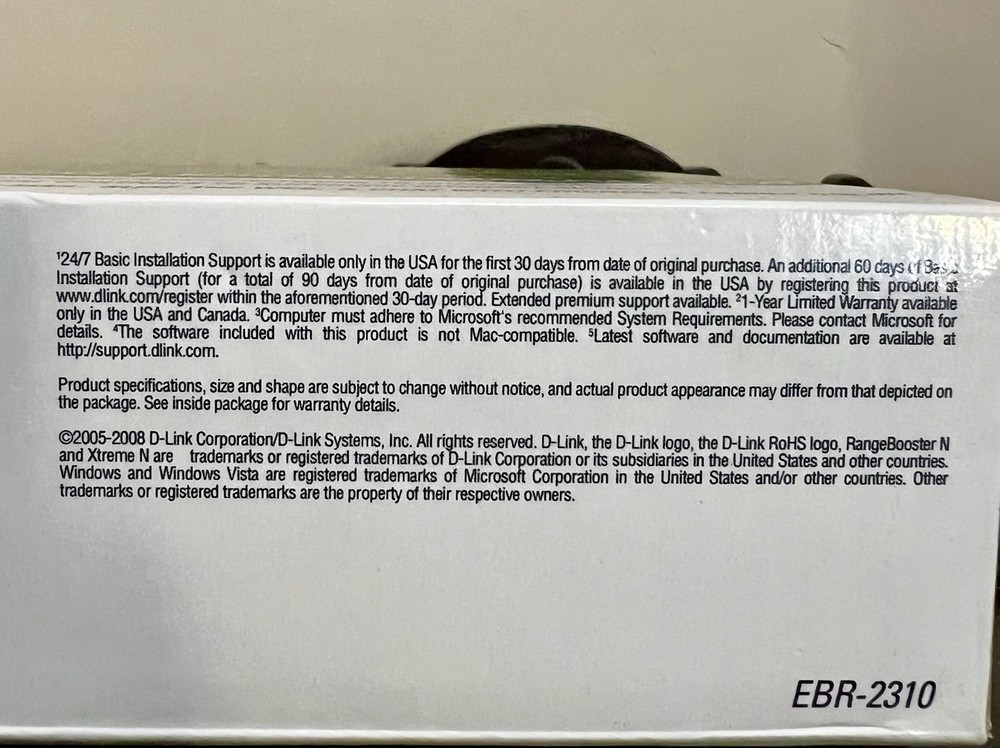 ¹24/7 Basic Installation Support is available only in the USA for the first 30 days from date of original purchase. An additional 60 days of Basic
Installation Support (for a total of 90 days from date of original purchase) is available in the USA by registering this product at
www.dlink.com/register within the aforementioned 30-day period. Extended premium support available. ²1-Year Limited Warranty available
only in the USA and Canada. ³Computer must adhere to Microsoft's recommended System Requirements. Please contact Microsoft for
details. ⁴The software included with this product is not Mac-compatible. ⁵Latest software and documentation are available at
http://support.dlink.com.
Product specifications, size and shape are subject to change without notice, and actual product appearance may differ from that depicted on
the package. See inside package for warranty details.
©2005-2008 D-Link Corporation/D-Link Systems, Inc. All rights reserved. D-Link, the D-Link logo, the D-Link RoHS logo, RangeBooster N
and Xtreme N are trademarks or registered trademarks of D-Link Corporation or its subsidiaries in the United States and other countries.
Windows and Windows Vista are registered trademarks of Microsoft Corporation in the United States and/or other countries. Other
trademarks or registered trademarks are the property of their respective owners.
EBR-2310